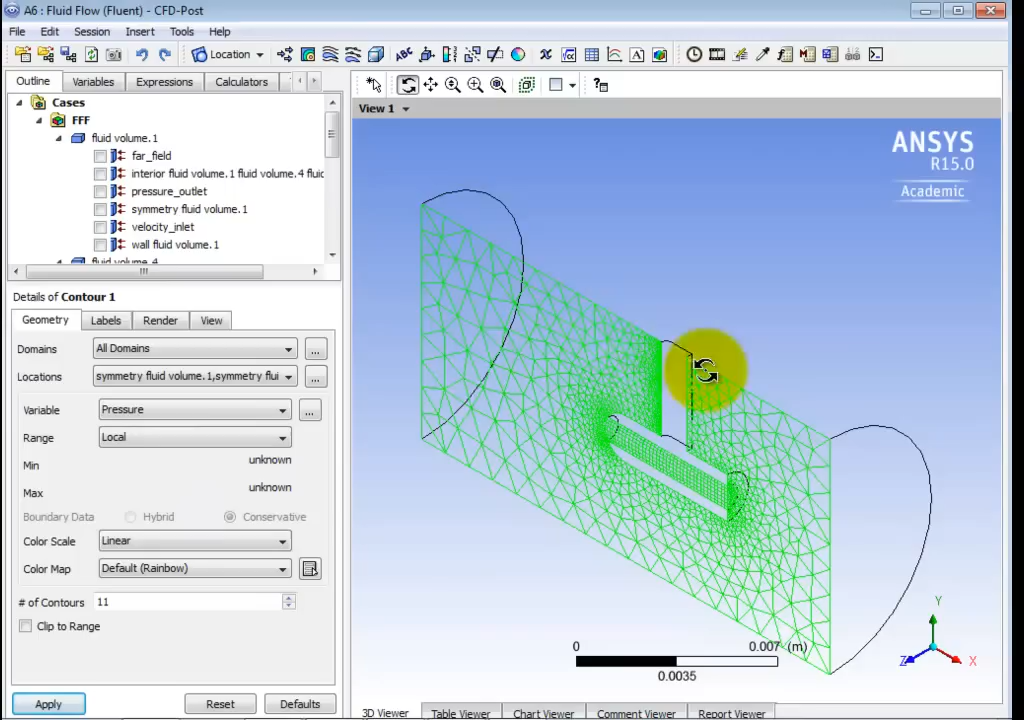 A6 : Fluid Flow (Fluent) - CFD-Post
File Edit Session Insert Tools Help
Location
Outline Variables Expressions Calculators
View 1
Cases
FFF
fluid volume.1
far_field
interior fluid volume.1 fluid volume.4 fluid
pressure_outlet
symmetry fluid volume.1
velocity_inlet
wall fluid volume.1
fluid volume.4
ANSYS
R15.0
Academic
Details of Contour 1
Geometry Labels Render View
Domains All Domains ...
Locations symmetry fluid volume.1,symmetry flui ...
Variable Pressure ...
Range Local
Min unknown
Max unknown
Boundary Data Hybrid Conservative
Color Scale Linear
Color Map Default (Rainbow)
# of Contours 11
Clip to Range
Apply Reset Defaults
0 0.007 (m)
0.0035
Y
Z X
3D Viewer Table Viewer Chart Viewer Comment Viewer Report Viewer